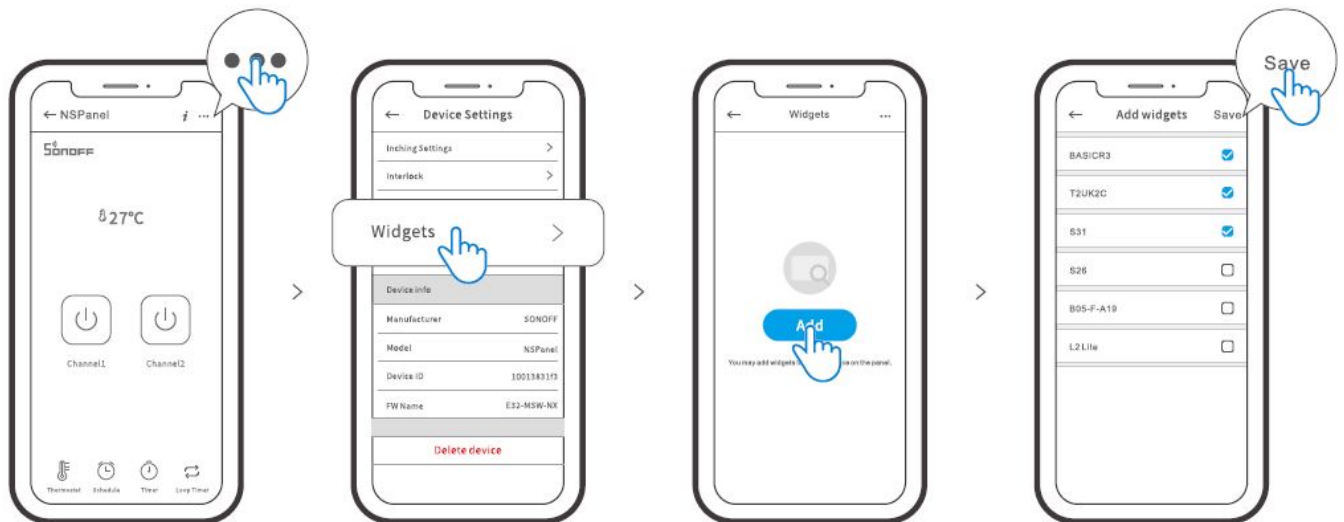 ← NSPanel i ...
SONOFF
27°C
Channel1 Channel2
Thermostat Schedule Timer Loop Timer
← Device Settings
Inching Settings >
Interlock >
Widgets >
Device info
Manufacturer SONOFF
Model NSPanel
Device ID 10013831f3
FW Name E32-MSW-NX
Delete device
← Widgets ...
Add
You may add widgets on the panel.
Save
← Add widgets Save
BASICR3
T2UK2C
S31
S26
B05-F-A19
L2 Lite